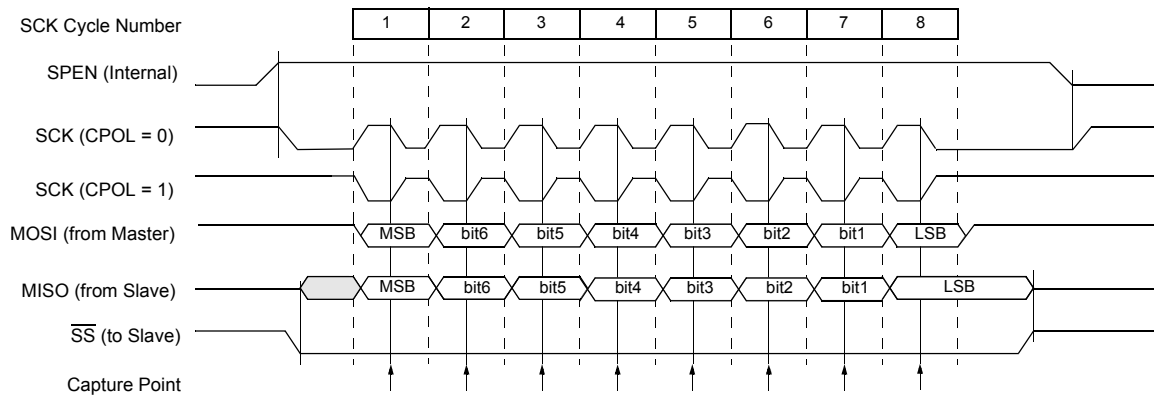 SCK Cycle Number 1 2 3 4 5 6 7 8
SPEN (Internal)
SCK (CPOL = 0)
SCK (CPOL = 1)
MOSI (from Master) MSB bit6 bit5 bit4 bit3 bit2 bit1 LSB
MISO (from Slave) MSB bit6 bit5 bit4 bit3 bit2 bit1 LSB
SS (to Slave)
Capture Point